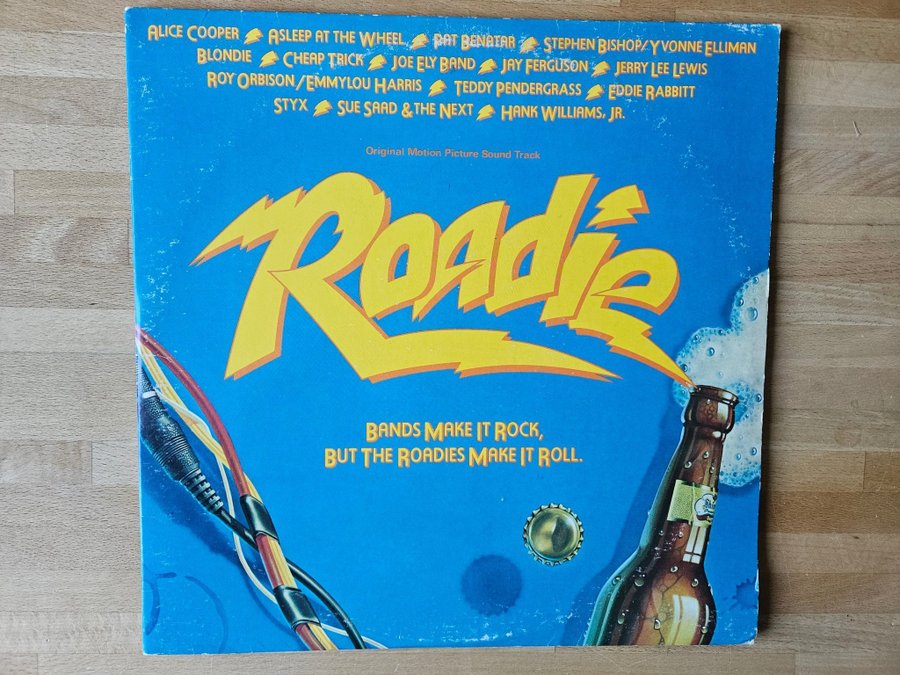 Alice Cooper Asleep at the Wheel Pat Benatar Stephen Bishop/Yvonne Elliman
Blondie Cheap Trick Joe Ely Band Jay Ferguson Jerry Lee Lewis
Roy Orbison/Emmylou Harris Teddy Pendergrass Eddie Rabbitt
Styx Sue Saad & The Next Hank Williams, Jr.
Original Motion Picture Sound Track
Roadie
Bands Make It Rock,
But The Roadies Make It Roll.